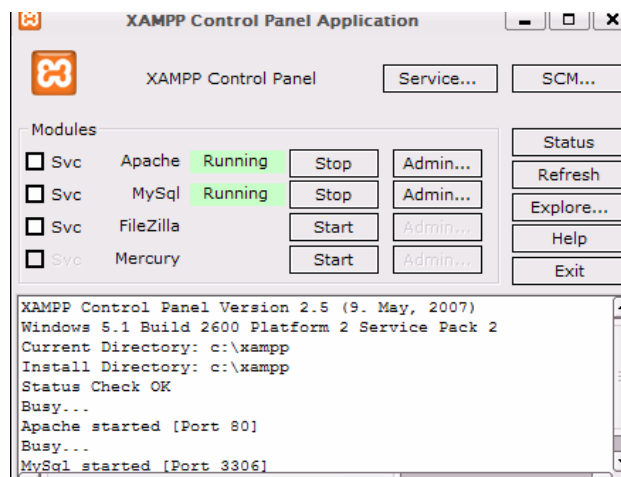 XAMPP Control Panel Application
XAMPP Control Panel Service... SCM...
Modules
Status
Svc Apache Running Stop Admin...
Refresh
Svc MySql Running Stop Admin...
Explore...
Svc FileZilla Start Admin...
Help
Svc Mercury Start Admin...
Exit
XAMPP Control Panel Version 2.5 (9. May, 2007)
Windows 5.1 Build 2600 Platform 2 Service Pack 2
Current Directory: c:\xampp
Install Directory: c:\xampp
Status Check OK
Busy...
Apache started [Port 80]
Busy...
MySql started [Port 3306]